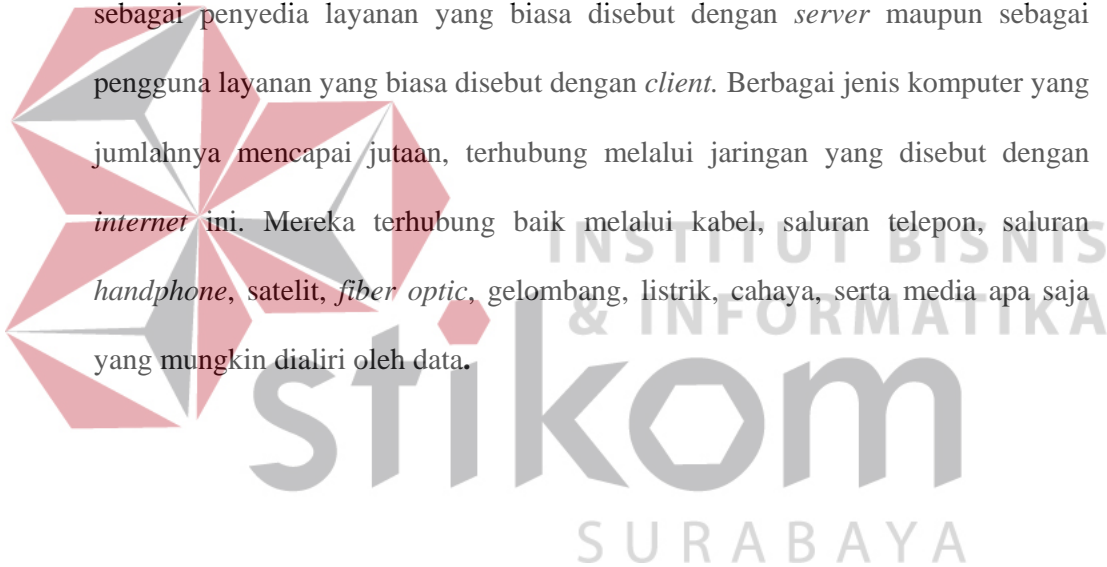 sebagai penyedia layanan yang biasa disebut dengan server maupun sebagai
pengguna layanan yang biasa disebut dengan client. Berbagai jenis komputer yang
jumlahnya mencapai jutaan, terhubung melalui jaringan yang disebut dengan
internet ini. Mereka terhubung baik melalui kabel, saluran telepon, saluran
handphone, satelit, fiber optic, gelombang, listrik, cahaya, serta media apa saja
yang mungkin dialiri oleh data.
INSTITUT BISNIS
& INFORMATIKA
stikom
SURABAYA